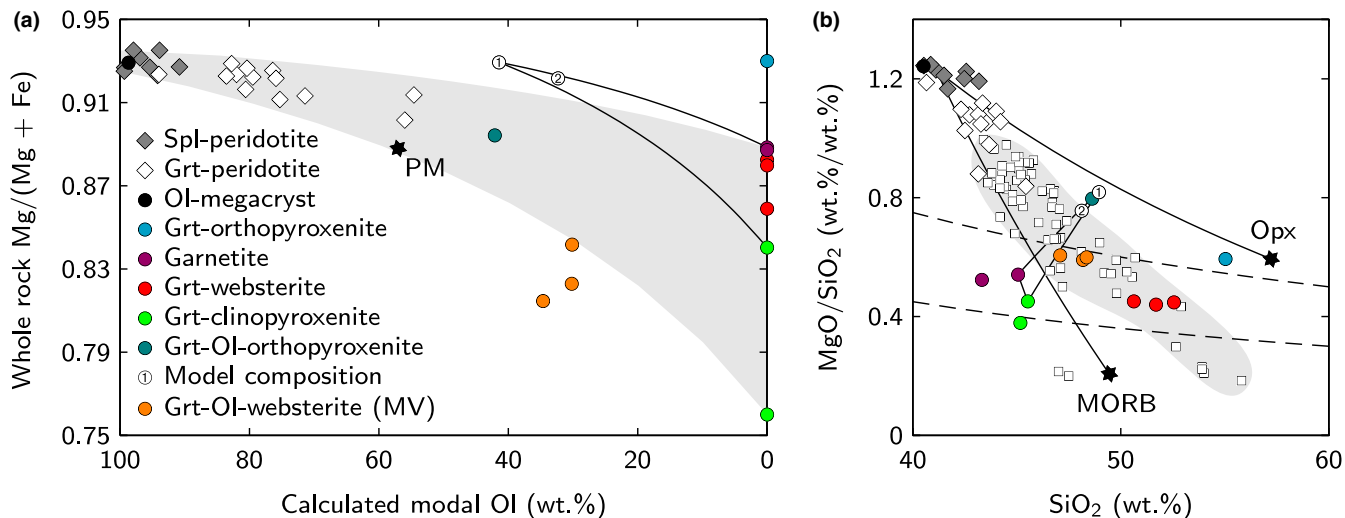 (a)
Whole rock Mg/(Mg + Fe)
0.95
0.91
0.87
0.83
0.79
0.75
Spl-peridotite
Grt-peridotite
Ol-megacryst
Grt-orthopyroxenite
Garnetite
Grt-websterite
Grt-clinopyroxenite
Grt-Ol-orthopyroxenite
① Model composition
Grt-Ol-websterite (MV)
①
②
PM
100
80
60
40
20
0
Calculated modal Ol (wt.%)
(b)
MgO/SiO₂ (wt.%/wt.%)
1.6
1.2
0.8
0.4
0
①
②
Opx
MORB
40
50
60
SiO₂ (wt.%)